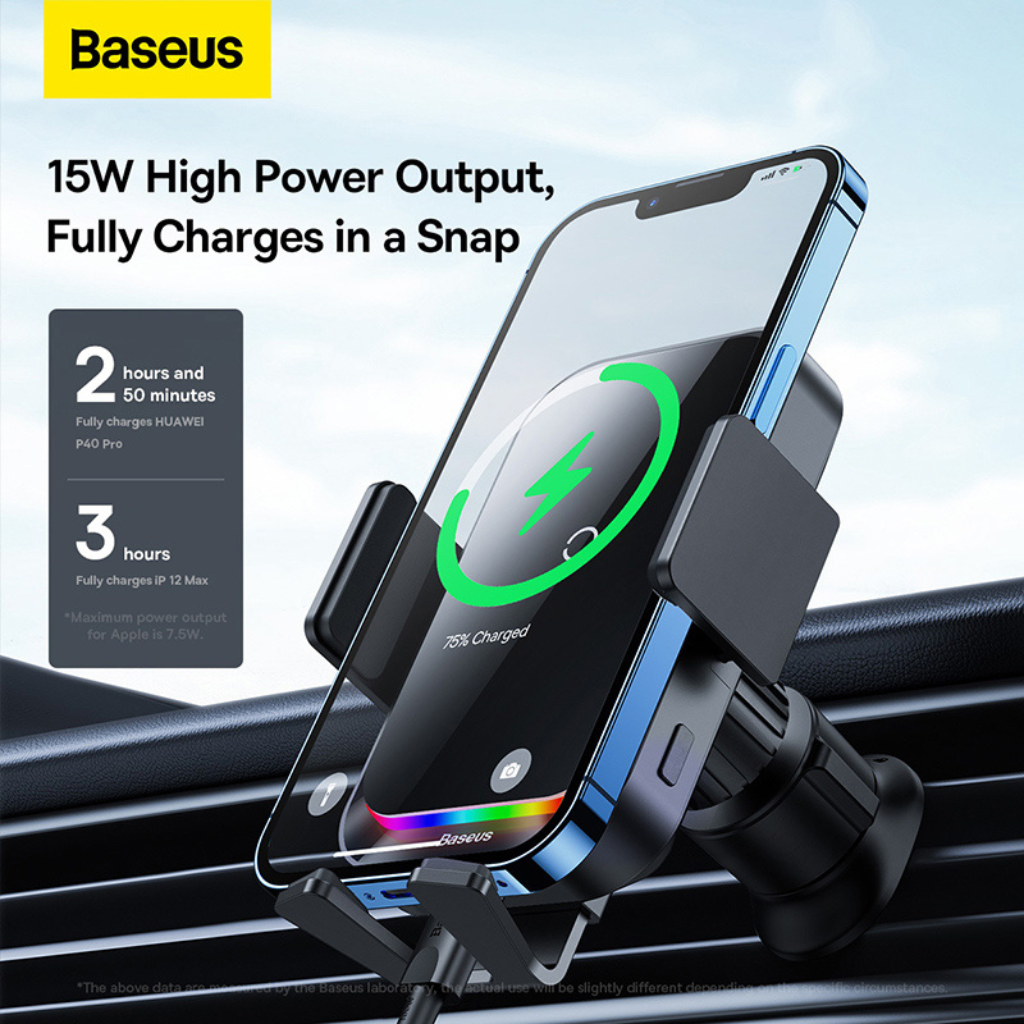 Baseus
15W High Power Output,
Fully Charges in a Snap
2 hours and
50 minutes
Fully charges HUAWEI
P40 Pro
3 hours
Fully charges iP 12 Max
*Maximum power output
for Apple is 7.5W.
75% Charged
Baseus
*The above data are measured by the Baseus laboratory, the actual use will be slightly different depending on the specific circumstances.